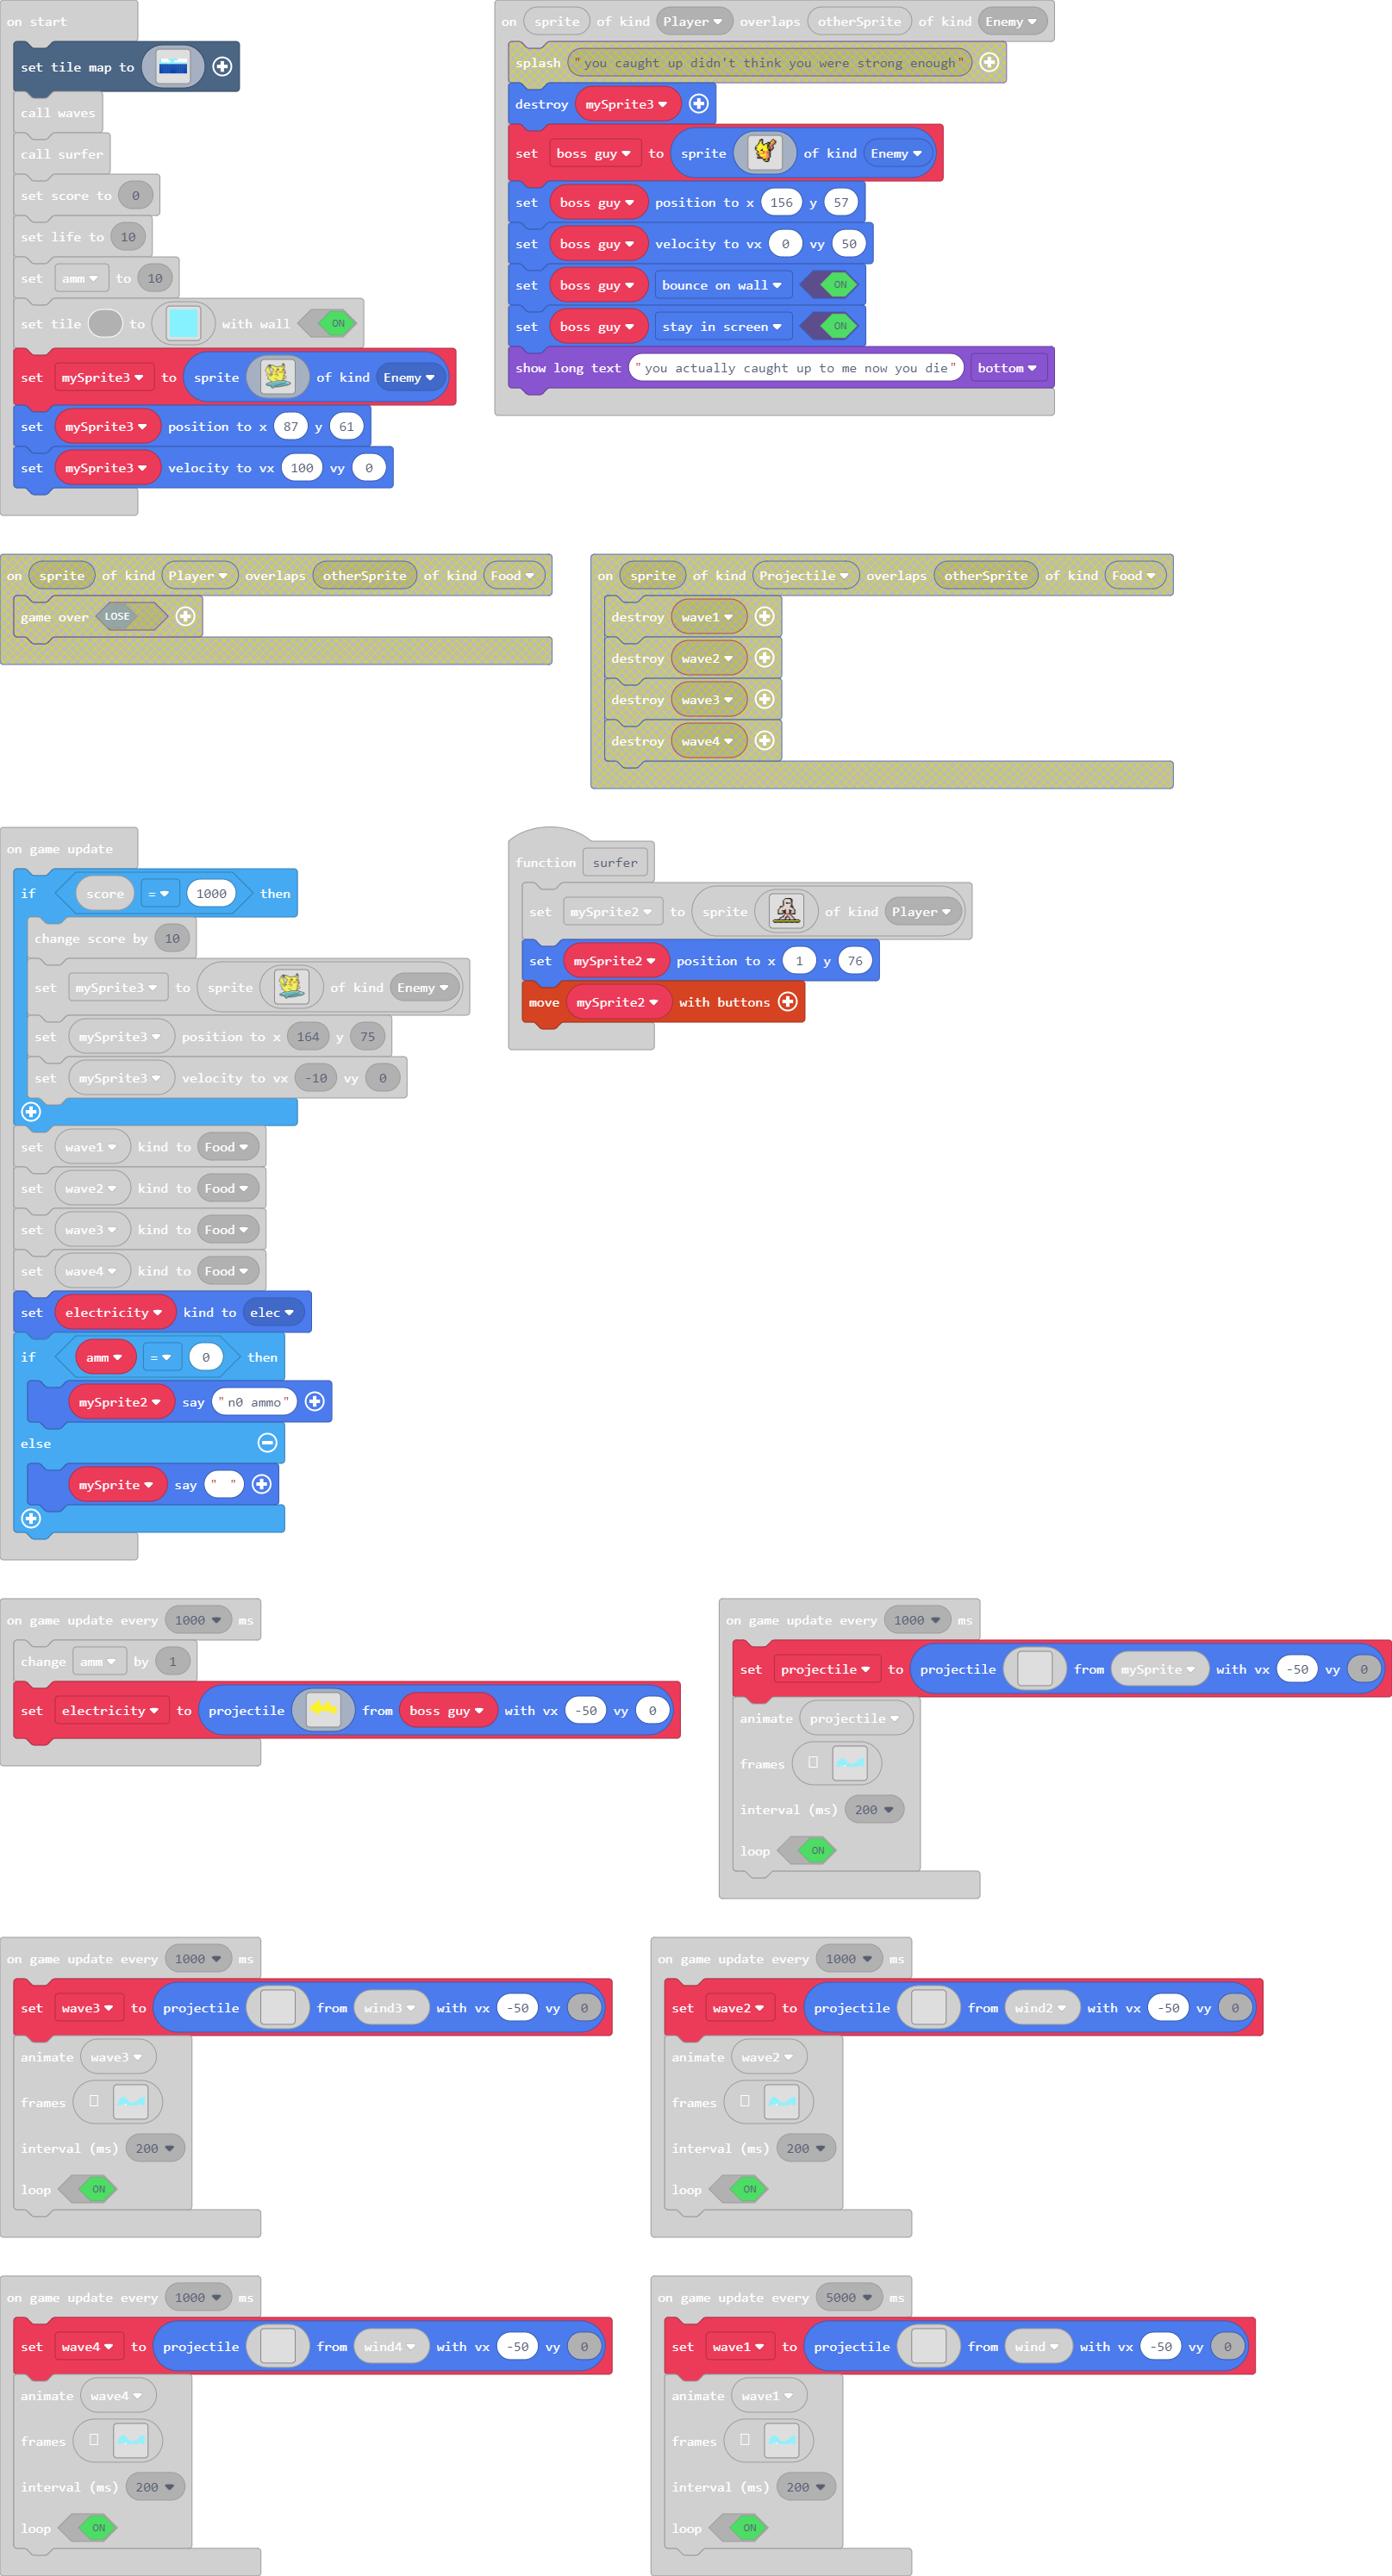 on start
set tile map to
call waves
call surfer
set score to 0
set life to 10
set amm to 10
set tile to with wall ON
set mySprite3 to sprite of kind Enemy
set mySprite3 position to x 87 y 61
set mySprite3 velocity to vx 100 vy 0
on sprite of kind Player overlaps otherSprite of kind Enemy
splash "you caught up didn't think you were strong enough"
destroy mySprite3
set boss guy to sprite of kind Enemy
set boss guy position to x 156 y 57
set boss guy velocity to vx 0 vy 50
set boss guy bounce on wall ON
set boss guy stay in screen ON
show long text "you actually caught up to me now you die" bottom
on sprite of kind Player overlaps otherSprite of kind Food
game over LOSE
on sprite of kind Projectile overlaps otherSprite of kind Food
destroy wave1
destroy wave2
destroy wave3
destroy wave4
on game update
if score = 1000 then
change score by 10
set mySprite3 to sprite of kind Enemy
set mySprite3 position to x 164 y 75
set mySprite3 velocity to vx -10 vy 0
set wave1 kind to Food
set wave2 kind to Food
set wave3 kind to Food
set wave4 kind to Food
set electricity kind to elec
if amm = 0 then
mySprite2 say "n0 ammo"
else
mySprite say " "
function surfer
set mySprite2 to sprite of kind Player
set mySprite2 position to x 1 y 76
move mySprite2 with buttons
on game update every 1000 ms
change amm by 1
set electricity to projectile from boss guy with vx -50 vy 0
on game update every 1000 ms
set projectile to projectile from mySprite with vx -50 vy 0
animate projectile
frames
interval (ms) 200
loop ON
on game update every 1000 ms
set wave3 to projectile from wind3 with vx -50 vy 0
animate wave3
frames
interval (ms) 200
loop ON
on game update every 1000 ms
set wave2 to projectile from wind2 with vx -50 vy 0
animate wave2
frames
interval (ms) 200
loop ON
on game update every 1000 ms
set wave4 to projectile from wind4 with vx -50 vy 0
animate wave4
frames
interval (ms) 200
loop ON
on game update every 5000 ms
set wave1 to projectile from wind with vx -50 vy 0
animate wave1
frames
interval (ms) 200
loop ON